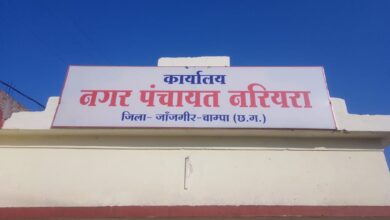 कार्यालय
नगर पंचायत नरियरा
जिला- जाँजगीर-चाम्पा (छ.ग.)